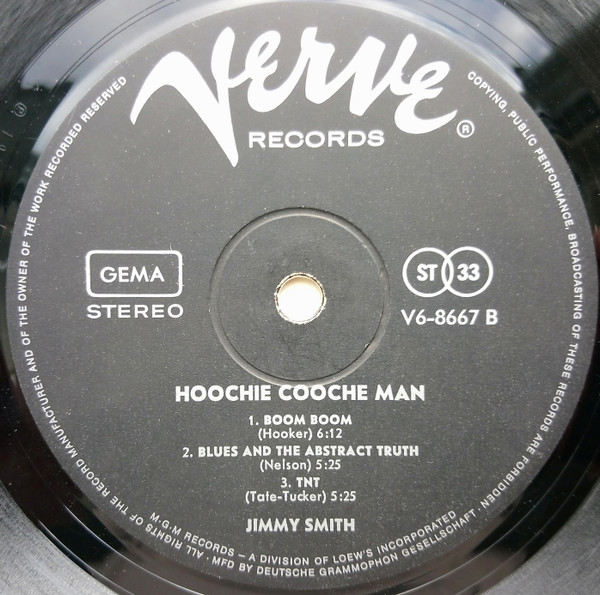 Verve
RECORDS ®
GEMA
STEREO
ST 33
V6-8667 B
HOOCHIE COOCHE MAN
1. BOOM BOOM
(Hooker) 6:12
2. BLUES AND THE ABSTRACT TRUTH
(Nelson) 5:25
3. TNT
(Tate-Tucker) 5:25
JIMMY SMITH
M·G·M RECORDS – A DIVISION OF LOEW'S INCORPORATED
ALL RIGHTS OF THE RECORD MANUFACTURER AND OF THE OWNER OF THE WORK RECORDED RESERVED
COPYING, PUBLIC PERFORMANCE, BROADCASTING OF THESE RECORDS ARE FORBIDDEN · MFD BY DEUTSCHE GRAMMOPHON GESELLSCHAFT ·